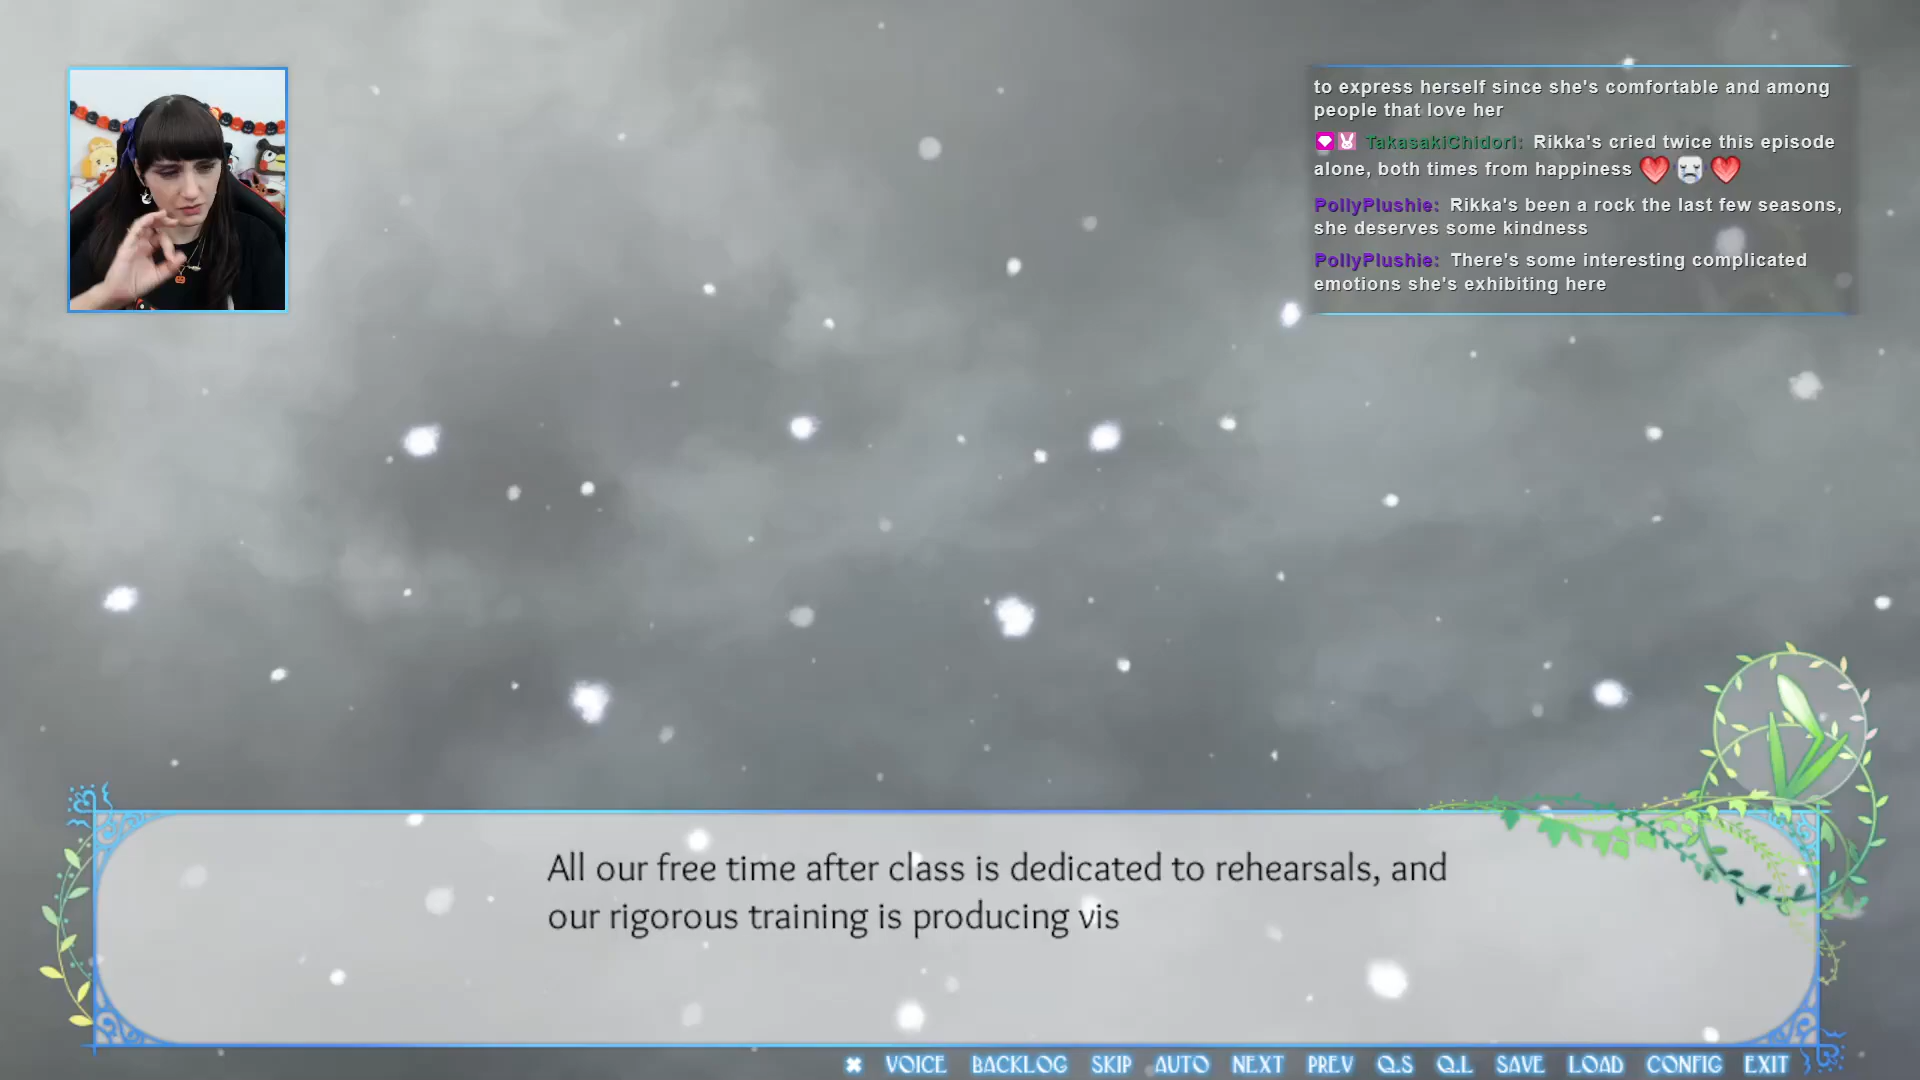 to express herself since she's comfortable and among
people that love her
TakasakiChidori: Rikka's cried twice this episode
alone, both times from happiness
PollyPlushie: Rikka's been a rock the last few seasons,
she deserves some kindness
PollyPlushie: There's some interesting complicated
emotions she's exhibiting here
All our free time after class is dedicated to rehearsals, and
our rigorous training is producing vis
VOICE BACKLOG SKIP AUTO NEXT PREV Q.S Q.L SAVE LOAD CONFIG EXIT